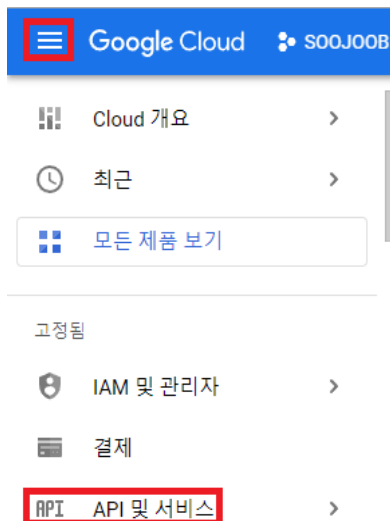 Google Cloud SOOJOOB
Cloud 개요
최근
모든 제품 보기
고정됨
IAM 및 관리자
결제
API API 및 서비스